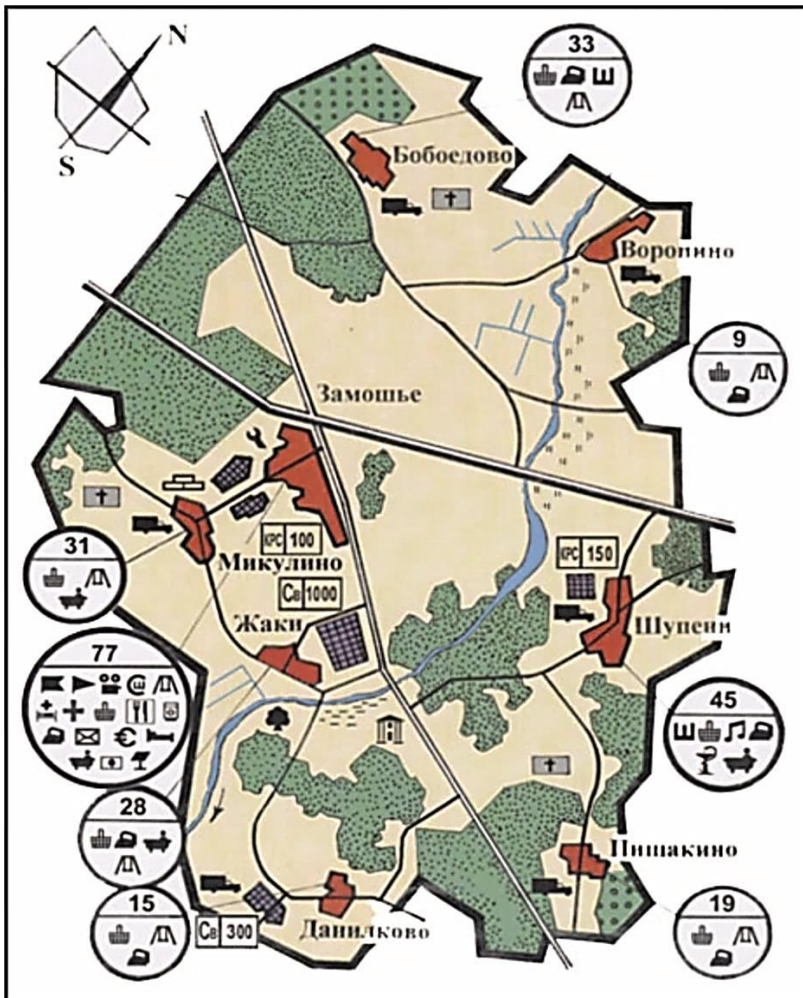 N
S
33
Ш
Бобоедово
Воропино
9
Замошье
КРС 100
КРС 150
31
Микулино
Св 1000
Жаки
Шупени
77
@
45
Ш
28
Пишакино
15
19
Св 300
Данилково